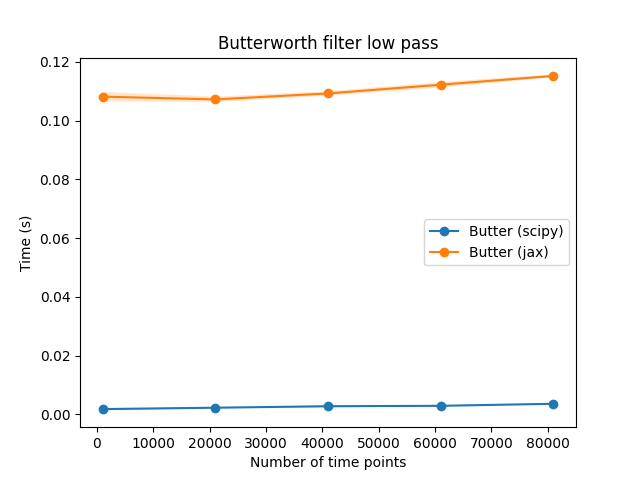 Butterworth filter low pass
0.12
0.10
0.08
0.06
0.04
0.02
0.00
Time (s)
Butter (scipy)
Butter (jax)
0 10000 20000 30000 40000 50000 60000 70000 80000
Number of time points